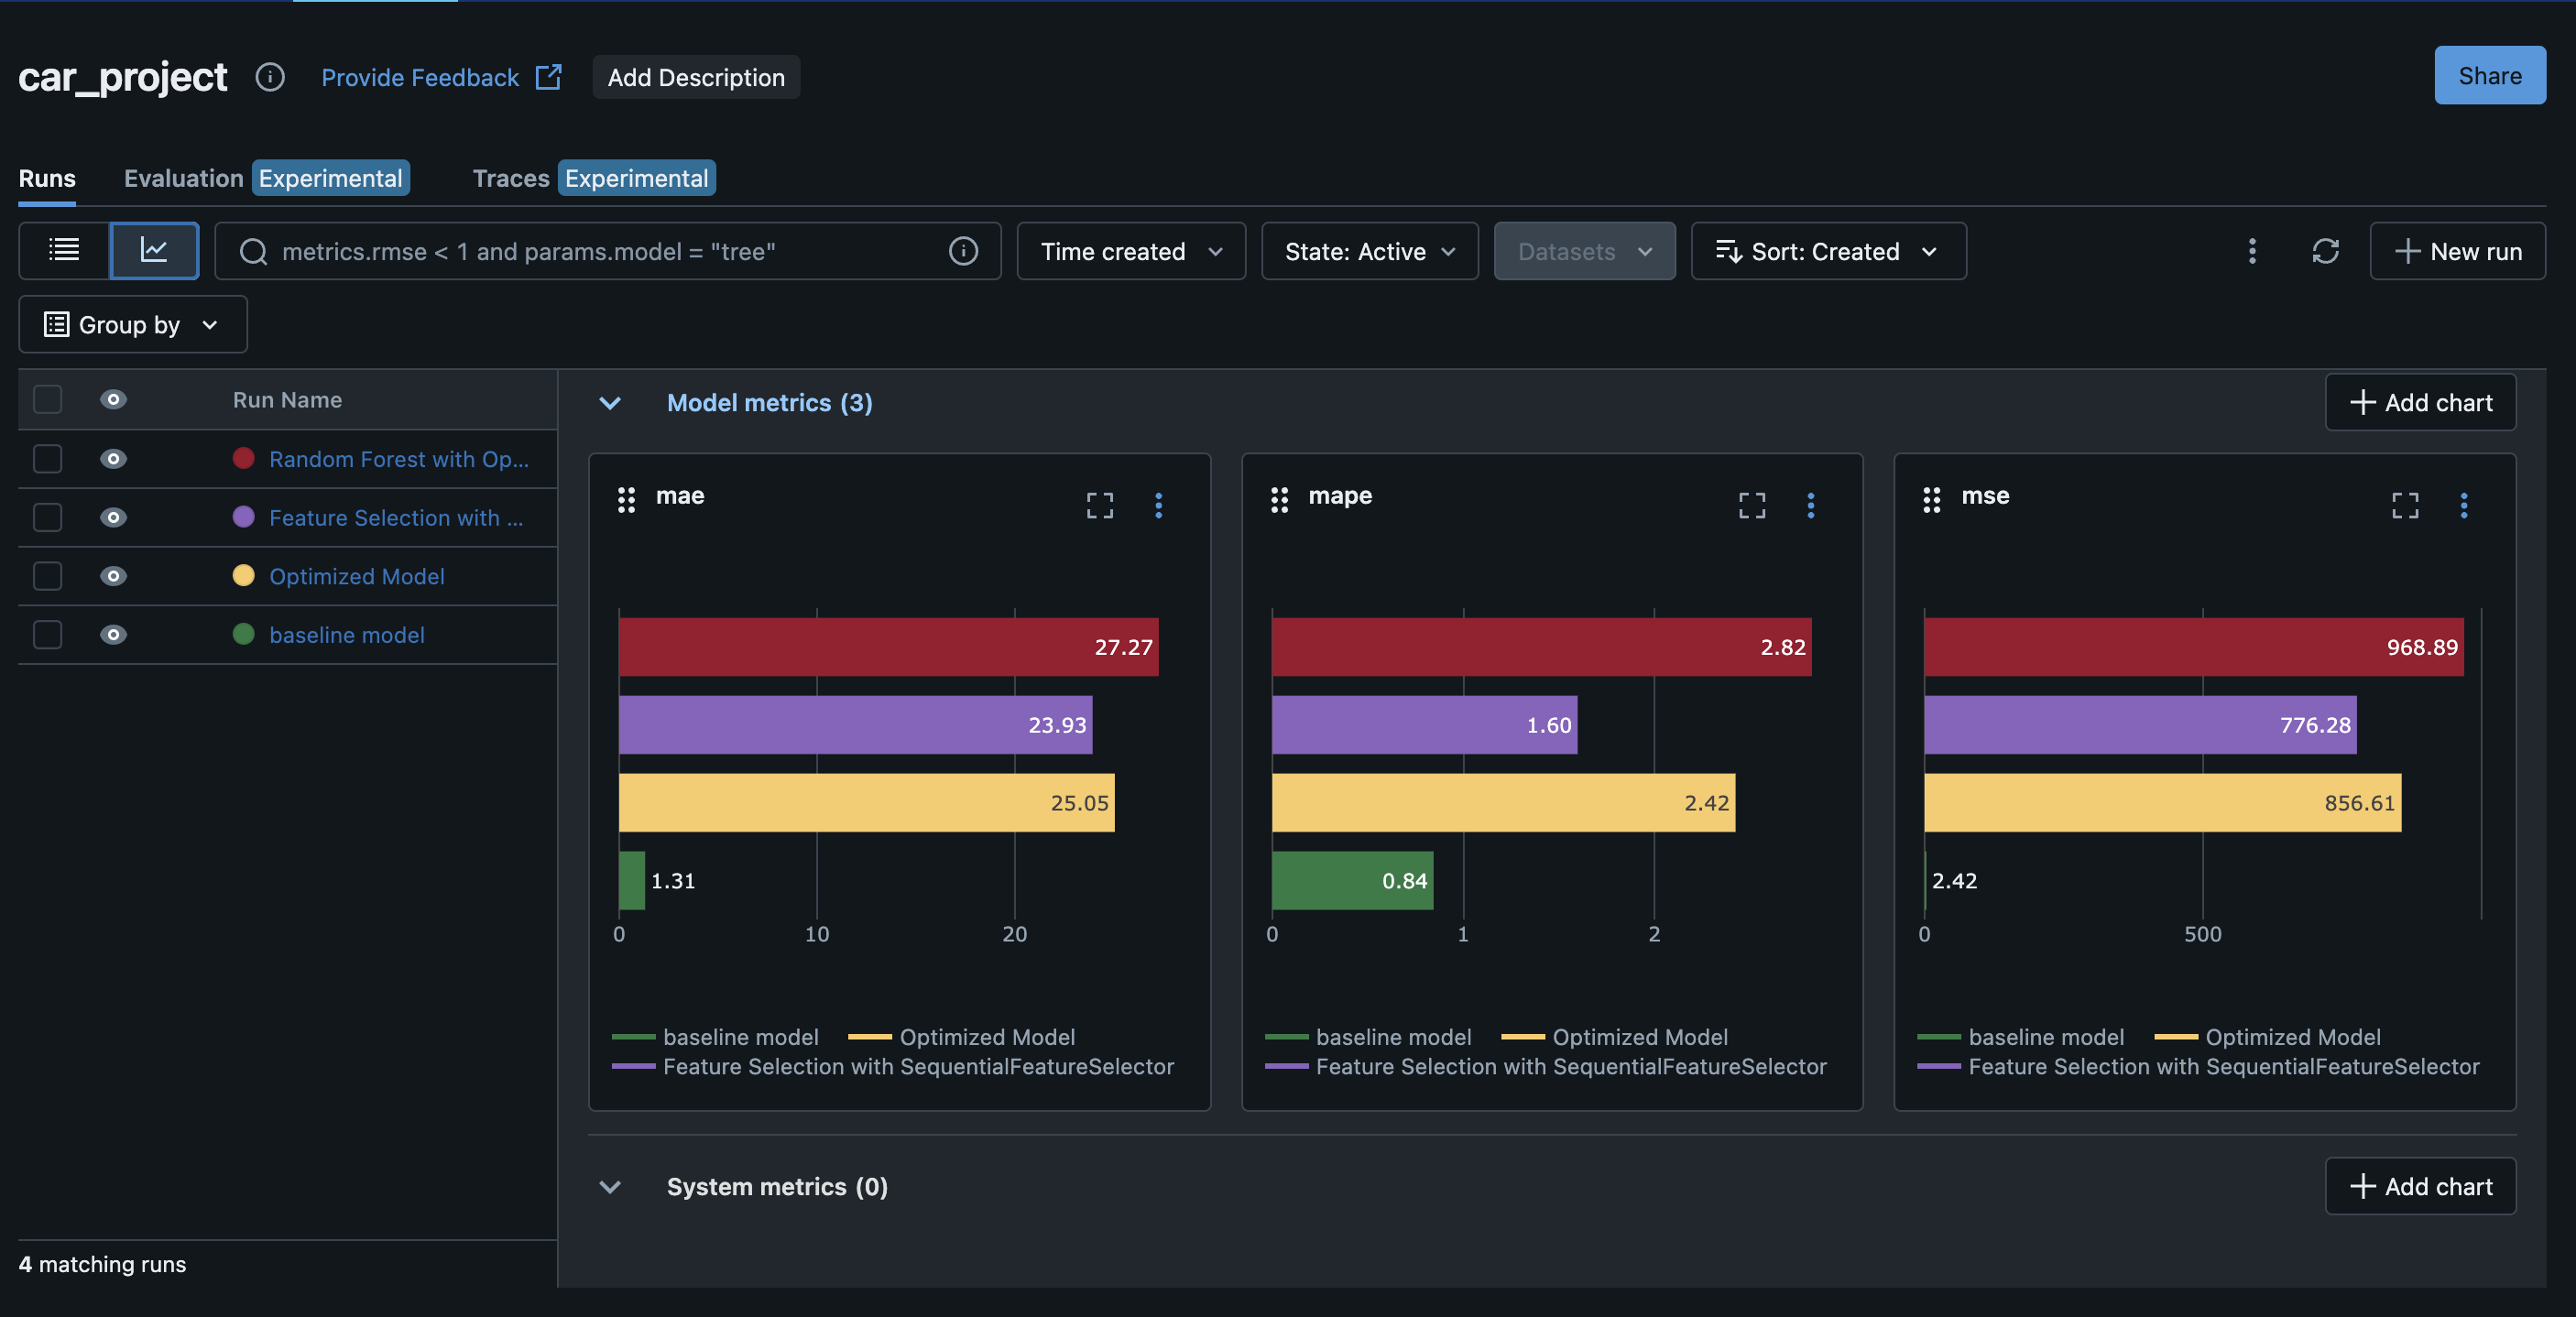 car_project Provide Feedback Add Description Share
Runs Evaluation Experimental Traces Experimental
metrics.rmse < 1 and params.model = "tree" Time created State: Active Datasets Sort: Created New run
Group by
Run Name
Random Forest with Op...
Feature Selection with ...
Optimized Model
baseline model
4 matching runs
Model metrics (3) Add chart
mae
27.27
23.93
25.05
1.31
0 10 20
baseline model Optimized Model
Feature Selection with SequentialFeatureSelector
mape
2.82
1.60
2.42
0.84
0 1 2
baseline model Optimized Model
Feature Selection with SequentialFeatureSelector
mse
968.89
776.28
856.61
2.42
0 500
baseline model Optimized Model
Feature Selection with SequentialFeatureSelector
System metrics (0) Add chart